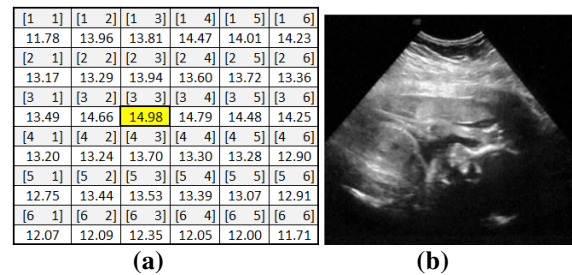 [1 1] [1 2] [1 3] [1 4] [1 5] [1 6]
11.78 13.96 13.81 14.47 14.01 14.23
[2 1] [2 2] [2 3] [2 4] [2 5] [2 6]
13.17 13.29 13.94 13.60 13.72 13.36
[3 1] [3 2] [3 3] [3 4] [3 5] [3 6]
13.49 14.66 14.98 14.79 14.48 14.25
[4 1] [4 2] [4 3] [4 4] [4 5] [4 6]
13.20 13.24 13.70 13.30 13.28 12.90
[5 1] [5 2] [5 3] [5 4] [5 5] [5 6]
12.75 13.44 13.53 13.39 13.07 12.91
[6 1] [6 2] [6 3] [6 4] [6 5] [6 6]
12.07 12.09 12.35 12.05 12.00 11.71
(a) (b)